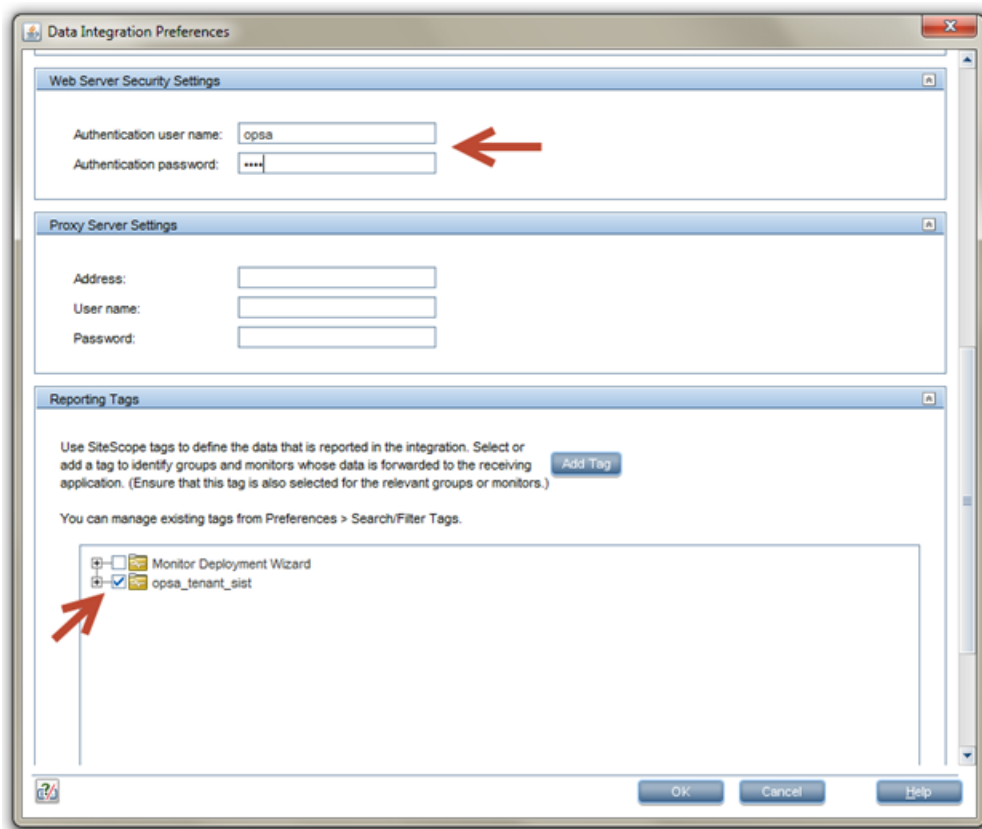 Data Integration Preferences
Web Server Security Settings
Authentication user name: opsa
Authentication password: ••••
Proxy Server Settings
Address:
User name:
Password:
Reporting Tags
Use SiteScope tags to define the data that is reported in the integration. Select or
add a tag to identify groups and monitors whose data is forwarded to the receiving
application. (Ensure that this tag is also selected for the relevant groups or monitors.)
Add Tag
You can manage existing tags from Preferences > Search/Filter Tags.
Monitor Deployment Wizard
opsa_tenant_sist
OK Cancel Help